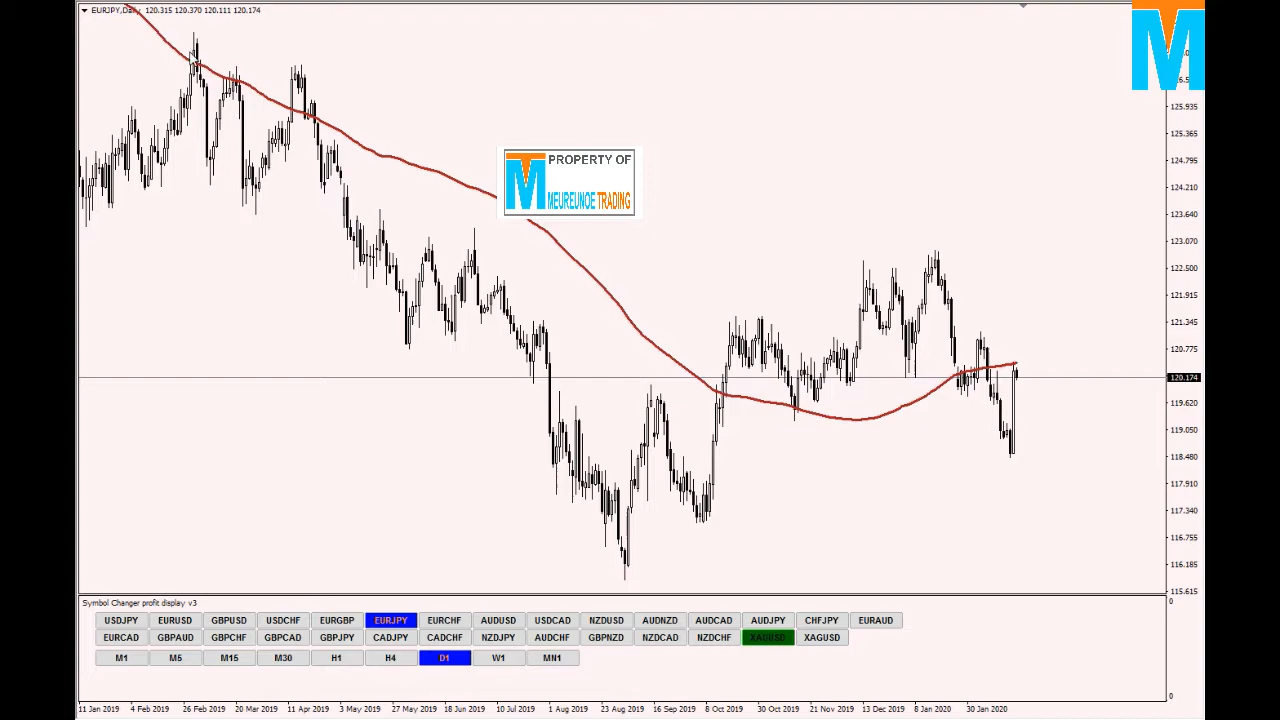 EURJPY,Daily 120.315 120.370 120.111 120.174
125.935
125.365
124.795
124.210
123.640
123.070
122.500
121.915
121.345
120.775
120.174
119.620
119.050
118.480
117.910
117.340
116.755
116.185
115.615
PROPERTY OF
MEUREUNOE TRADING
Symbol Changer profit display v3
0
USDJPY EURUSD GBPUSD USDCHF EURGBP EURJPY EURCHF AUDUSD USDCAD NZDUSD AUDNZD AUDCAD AUDJPY CHFJPY EURAUD
EURCAD GBPAUD GBPCHF GBPCAD GBPJPY CADJPY CADCHF NZDJPY AUDCHF GBPNZD NZDCAD NZDCHF XAUUSD XAGUSD
M1 M5 M15 M30 H1 H4 D1 W1 MN1
0
11 Jan 2019 4 Feb 2019 26 Feb 2019 20 Mar 2019 11 Apr 2019 3 May 2019 27 May 2019 18 Jun 2019 10 Jul 2019 1 Aug 2019 23 Aug 2019 16 Sep 2019 8 Oct 2019 30 Oct 2019 21 Nov 2019 13 Dec 2019 8 Jan 2020 30 Jan 2020